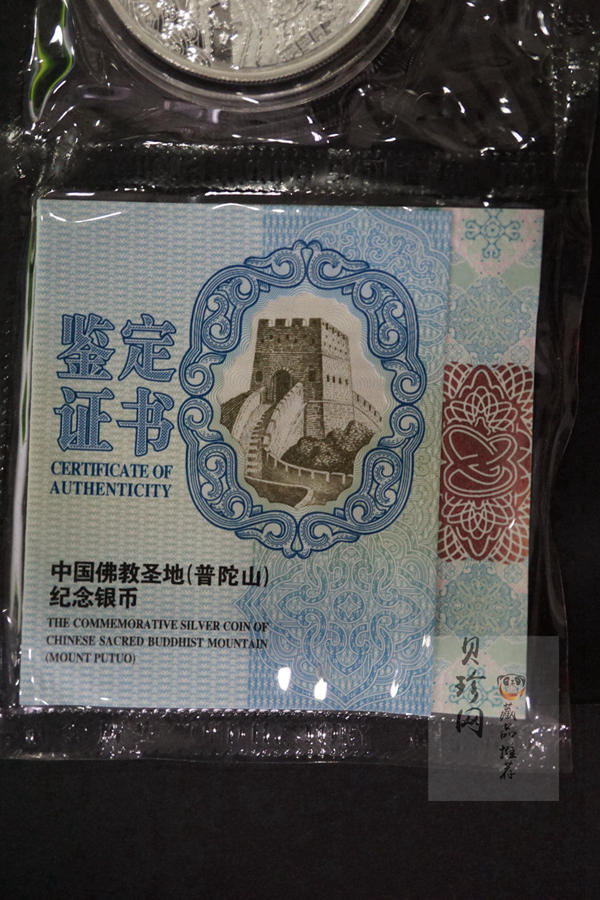 鉴定
证书
CERTIFICATE OF
AUTHENTICITY
中国佛教圣地(普陀山)
纪念银币
THE COMMEMORATIVE SILVER COIN OF
CHINESE SACRED BUDDHIST MOUNTAIN
(MOUNT PUTUO)
贝珍网
藏品推荐